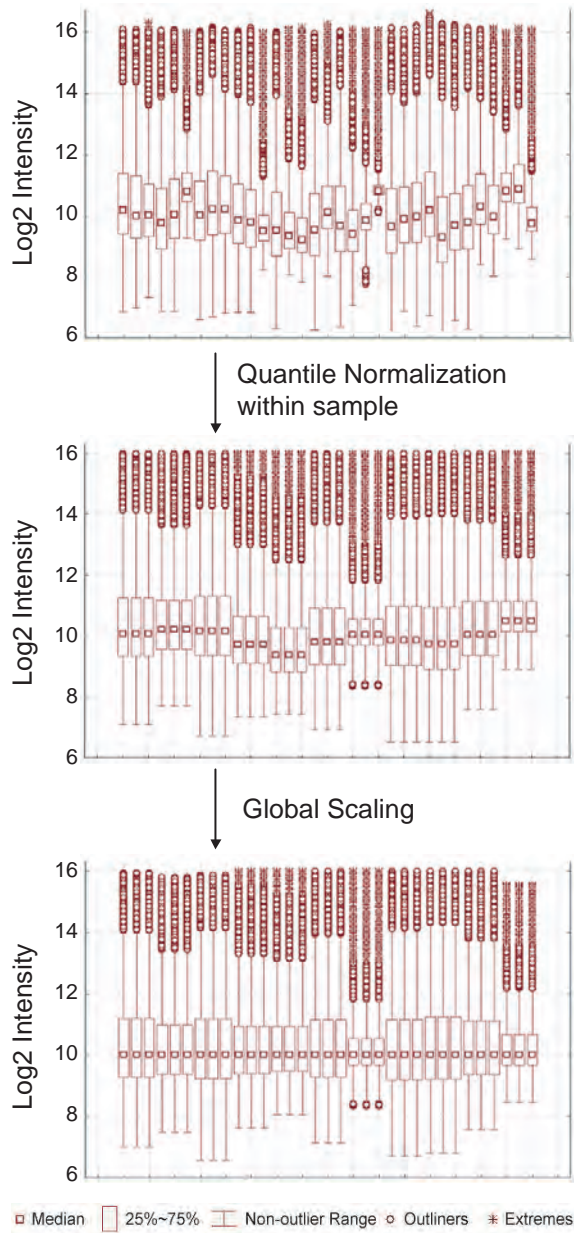 16
14
12
10
8
6
Log2 Intensity
Quantile Normalization
within sample
16
14
12
10
8
6
Log2 Intensity
Global Scaling
16
14
12
10
8
6
Log2 Intensity
Median 25%~75% Non-outlier Range Outliners Extremes